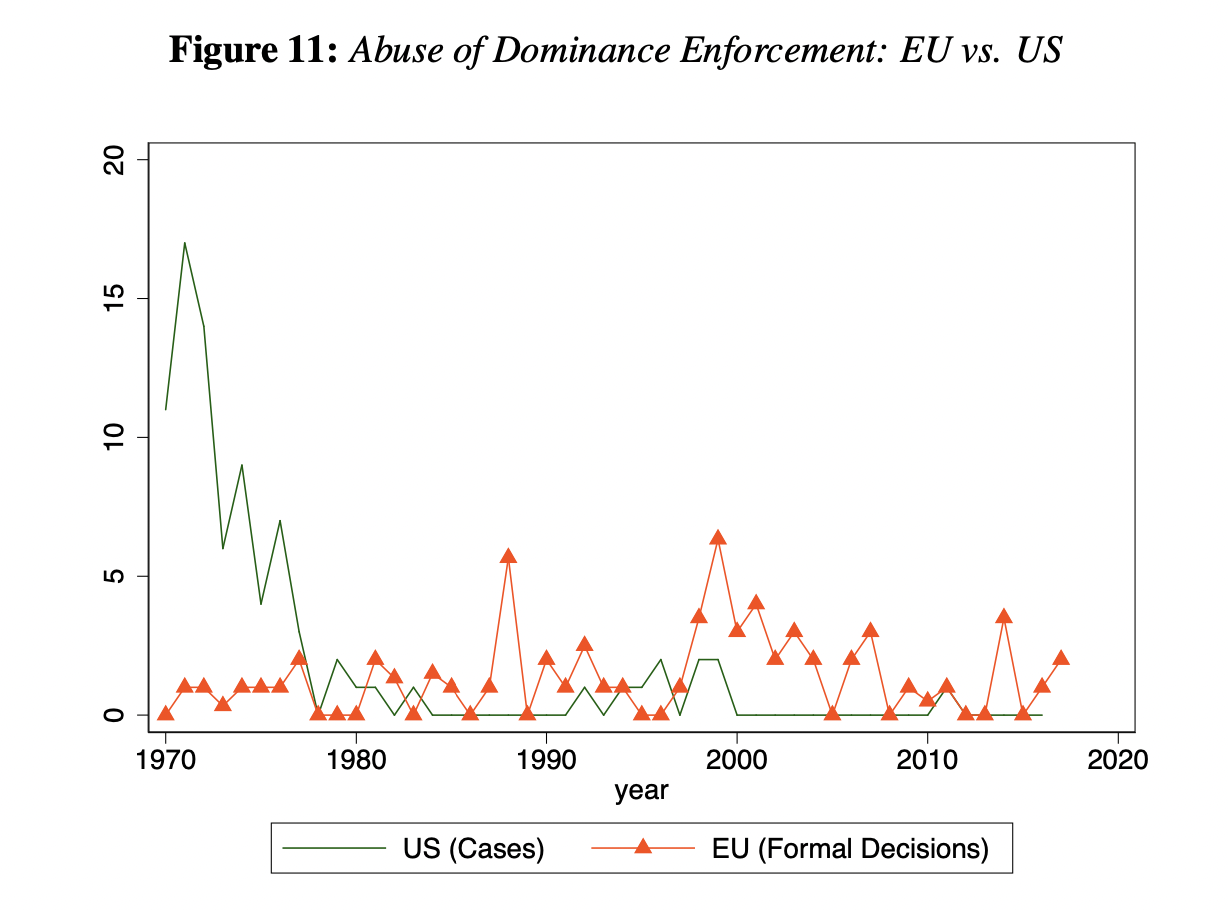 Figure 11: Abuse of Dominance Enforcement: EU vs. US
20
15
10
5
0
1970 1980 1990 2000 2010 2020
year
US (Cases) EU (Formal Decisions)